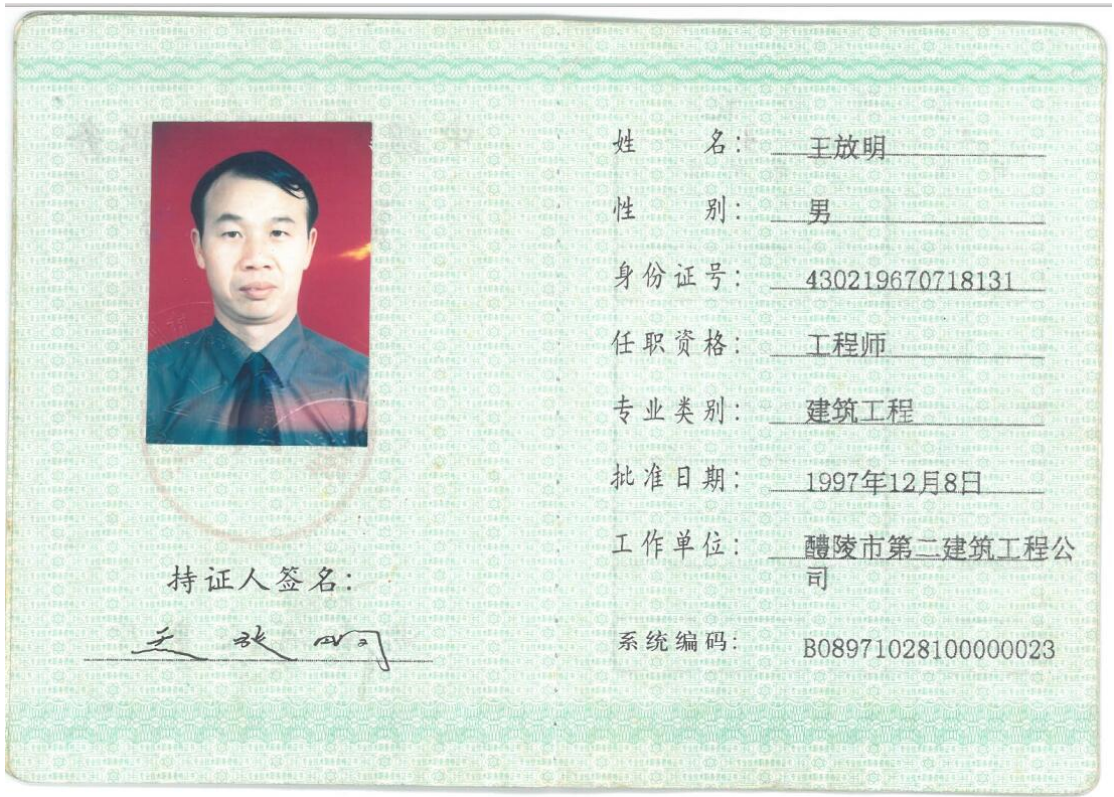 持证人签名:
王放明
姓 名: 王放明
性 别: 男
身份证号: 430219670718131
任职资格: 工程师
专业类别: 建筑工程
批准日期: 1997年12月8日
工作单位: 醴陵市第二建筑工程公
司
系统编码: B08971028100000023